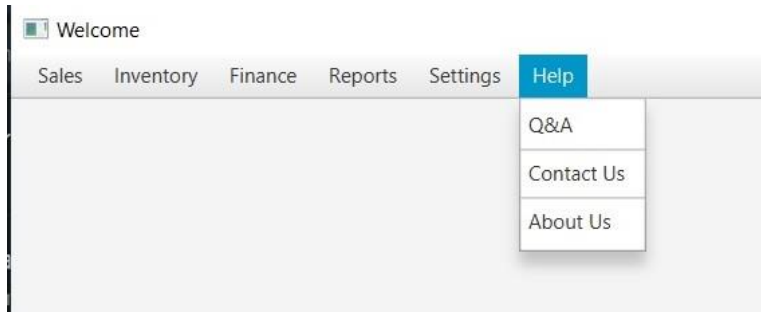 Welcome
Sales Inventory Finance Reports Settings Help
Q&A
Contact Us
About Us